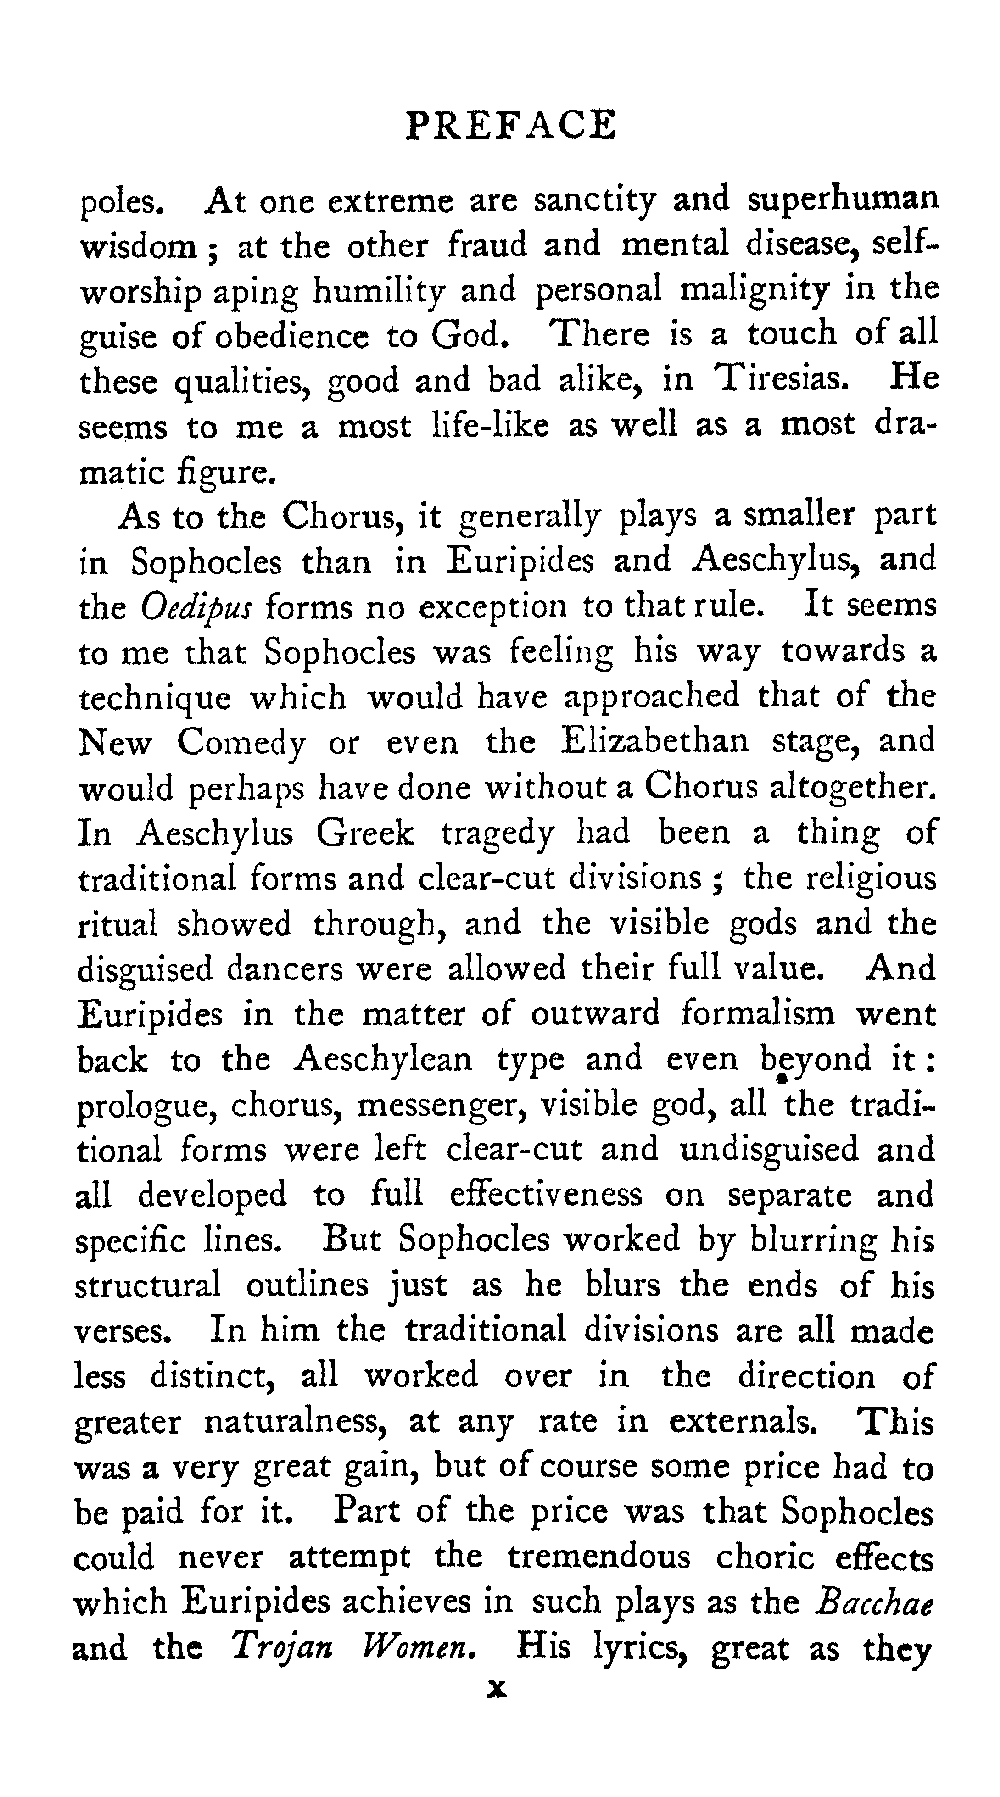 PREFACE
poles. At one extreme are sanctity and superhuman
wisdom ; at the other fraud and mental disease, self-
worship aping humility and personal malignity in the
guise of obedience to God. There is a touch of all
these qualities, good and bad alike, in Tiresias. He
seems to me a most life-like as well as a most dra-
matic figure.
As to the Chorus, it generally plays a smaller part
in Sophocles than in Euripides and Aeschylus, and
the Oedipus forms no exception to that rule. It seems
to me that Sophocles was feeling his way towards a
technique which would have approached that of the
New Comedy or even the Elizabethan stage, and
would perhaps have done without a Chorus altogether.
In Aeschylus Greek tragedy had been a thing of
traditional forms and clear-cut divisions ; the religious
ritual showed through, and the visible gods and the
disguised dancers were allowed their full value. And
Euripides in the matter of outward formalism went
back to the Aeschylean type and even beyond it :
prologue, chorus, messenger, visible god, all the tradi-
tional forms were left clear-cut and undisguised and
all developed to full effectiveness on separate and
specific lines. But Sophocles worked by blurring his
structural outlines just as he blurs the ends of his
verses. In him the traditional divisions are all made
less distinct, all worked over in the direction of
greater naturalness, at any rate in externals. This
was a very great gain, but of course some price had to
be paid for it. Part of the price was that Sophocles
could never attempt the tremendous choric effects
which Euripides achieves in such plays as the Bacchae
and the Trojan Women. His lyrics, great as they
x